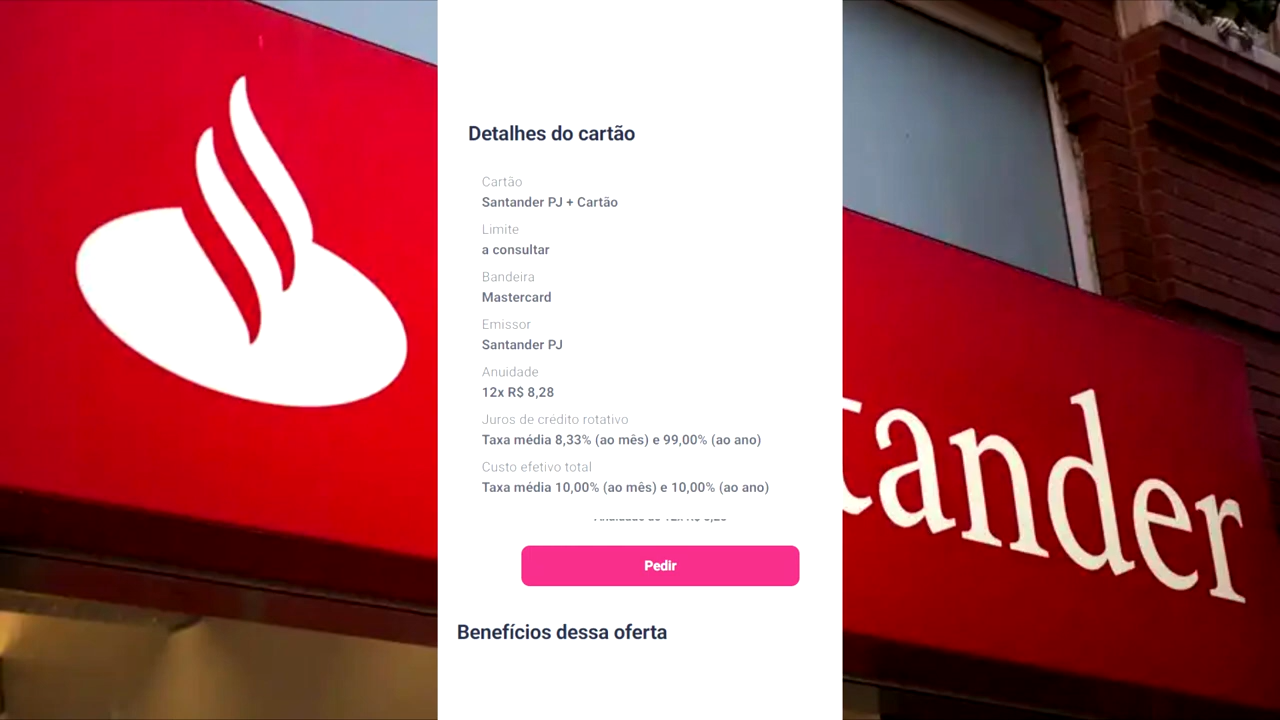 Detalhes do cartão
Cartão
Santander PJ + Cartão
Limite
a consultar
Bandeira
Mastercard
Emissor
Santander PJ
Anuidade
12x R$ 8,28
Juros de crédito rotativo
Taxa média 8,33% (ao mês) e 99,00% (ao ano)
Custo efetivo total
Taxa média 10,00% (ao mês) e 10,00% (ao ano)
Pedir
Benefícios dessa oferta
tander